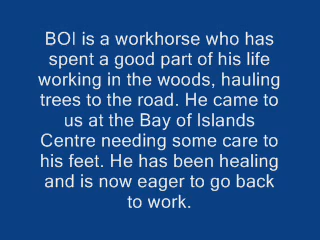 BOI is a workhorse who has
spent a good part of his life
working in the woods, hauling
trees to the road. He came to
us at the Bay of Islands
Centre needing some care to
his feet. He has been healing
and is now eager to go back
to work.